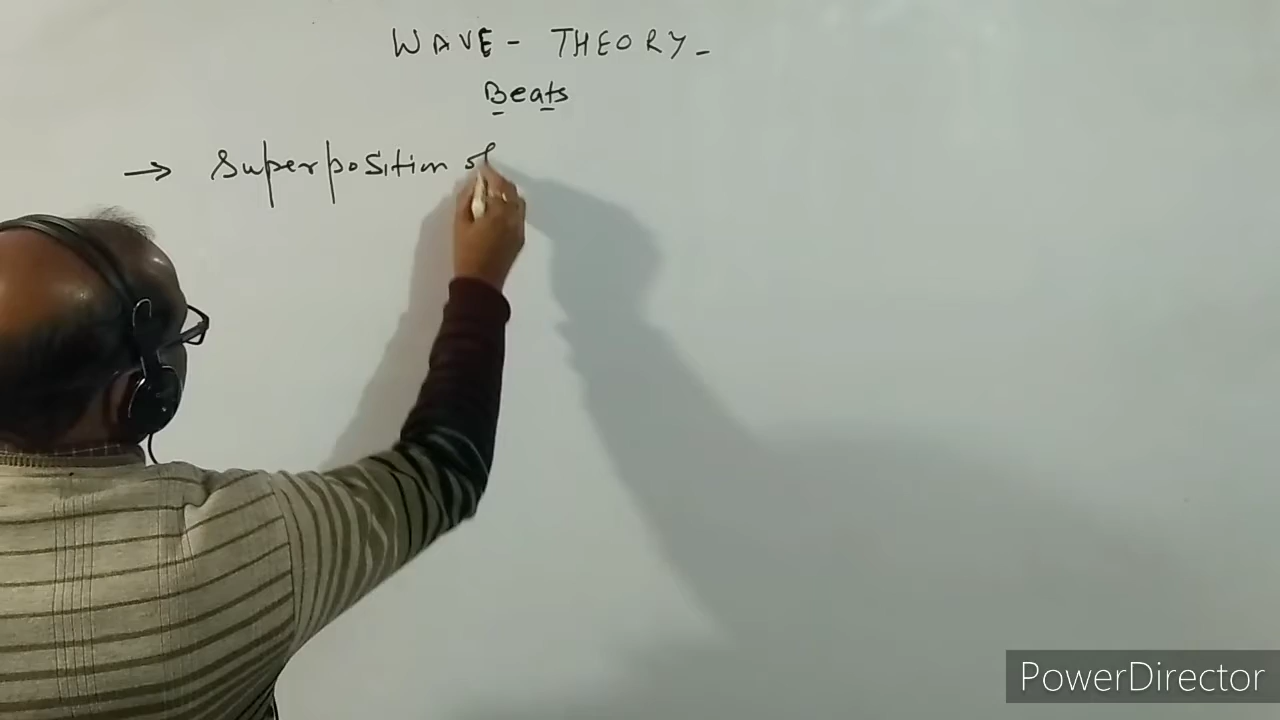 WAVE - THEORY -
Beats
→ Superposition of
PowerDirector